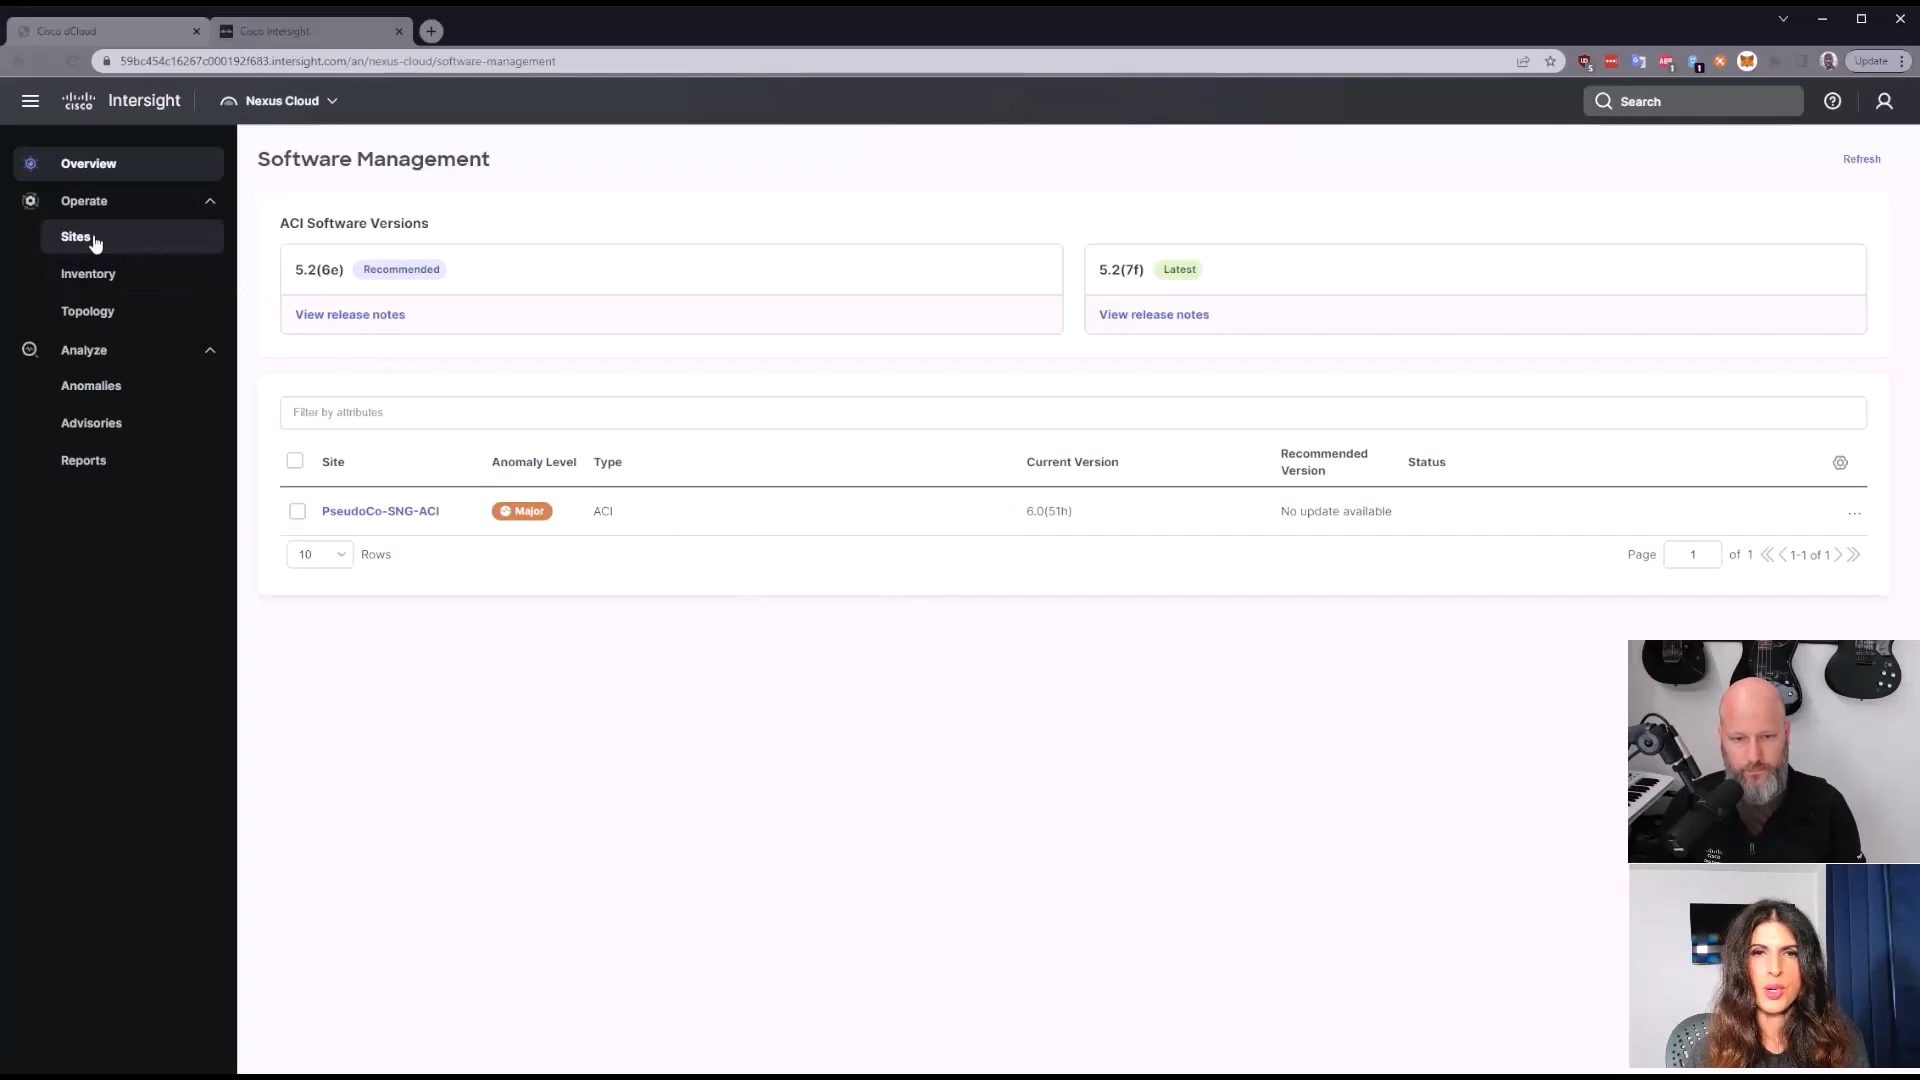 Cisco dCloud
Cisco Intersight
59bc454c16267c000192f683.intersight.com/an/nexus-cloud/software-management
Update
CISCO Intersight
Nexus Cloud
Search
Overview
Operate
Sites
Inventory
Topology
Analyze
Anomalies
Advisories
Reports
Software Management
Refresh
ACI Software Versions
5.2(6e) Recommended
View release notes
5.2(7f) Latest
View release notes
Filter by attributes
Site Anomaly Level Type Current Version Recommended Version Status
PseudoCo-SNG-ACI Major ACI 6.0(51h) No update available ...
10 Rows
Page 1 of 1 1-1 of 1